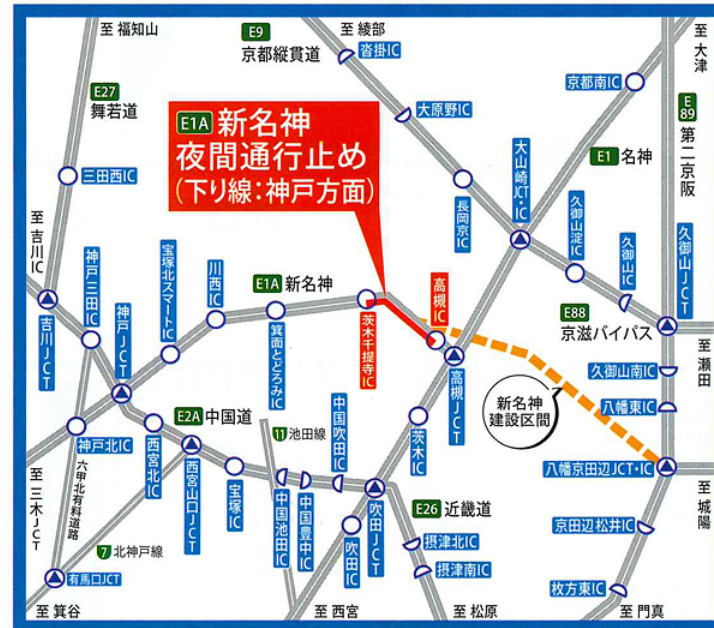 至 福知山
E9
京都縦貫道
至 綾部
沓掛IC
至 大津
E27
舞若道
大原野IC
京都南IC
E89
第二京阪
E1A 新名神
夜間通行止め
(下り線:神戸方面)
E1 名神
三田西IC
大山崎JCT・IC
長岡京IC
久御山淀IC
久御山IC
久御山JCT
至 吉川IC
神戸三田IC
宝塚北スマートIC
川西IC
E1A 新名神
高槻IC
E88
京滋バイパス
吉川JCT
神戸JCT
箕面とどろみIC
茨木千提寺IC
高槻JCT
至 瀬田
久御山南IC
新名神
建設区間
八幡東IC
E2A 中国道
11 池田線
中国吹田IC
茨木IC
神戸北IC
西宮北IC
西宮山口JCT
宝塚IC
中国池田IC
中国豊中IC
吹田IC
吹田JCT
八幡京田辺JCT・IC
至 三木JCT
六甲北有料道路
至 城陽
E26 近畿道
京田辺松井IC
7 北神戸線
摂津北IC
摂津南IC
有馬口JCT
枚方東IC
至 箕谷
至 西宮
至 松原
至 門真